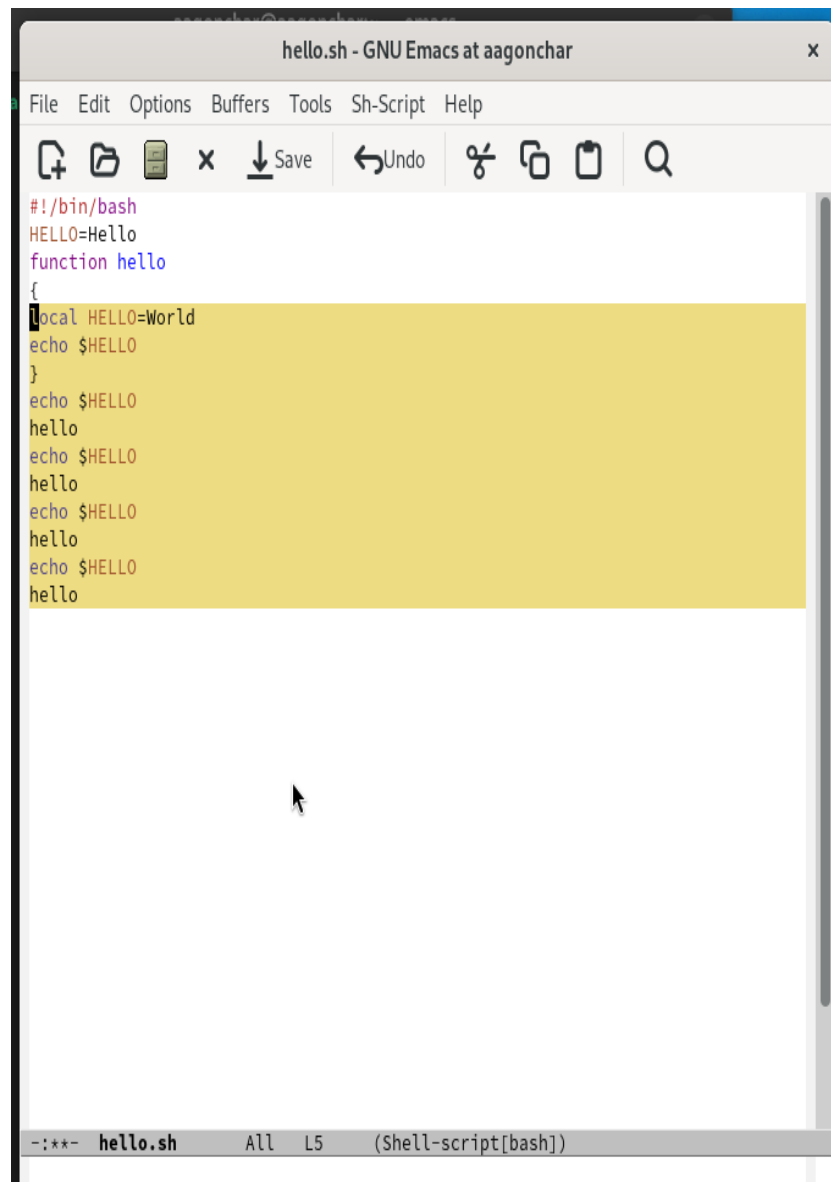 hello.sh - GNU Emacs at aagonchar
File Edit Options Buffers Tools Sh-Script Help
Save Undo
#!/bin/bash
HELLO=Hello
function hello
{
local HELLO=World
echo $HELLO
}
echo $HELLO
hello
echo $HELLO
hello
echo $HELLO
hello
echo $HELLO
hello
-:**- hello.sh All L5 (Shell-script[bash])